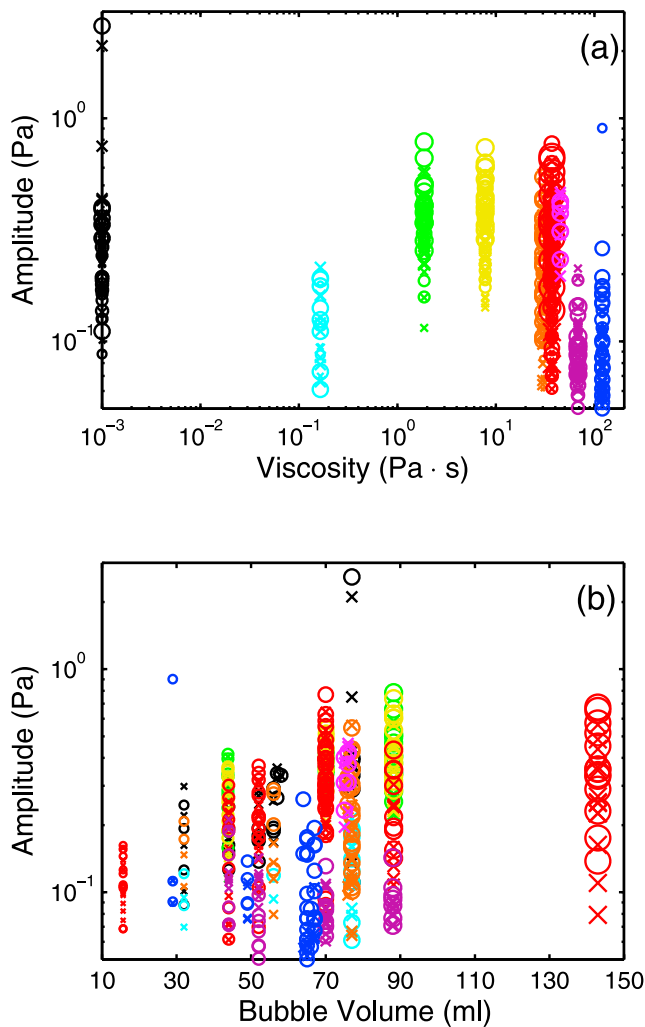 (a)
10^0
10^-1
Amplitude (Pa)
10^-3 10^-2 10^-1 10^0 10^1 10^2
Viscosity (Pa · s)
(b)
10^0
10^-1
Amplitude (Pa)
10 30 50 70 90 110 130 150
Bubble Volume (ml)